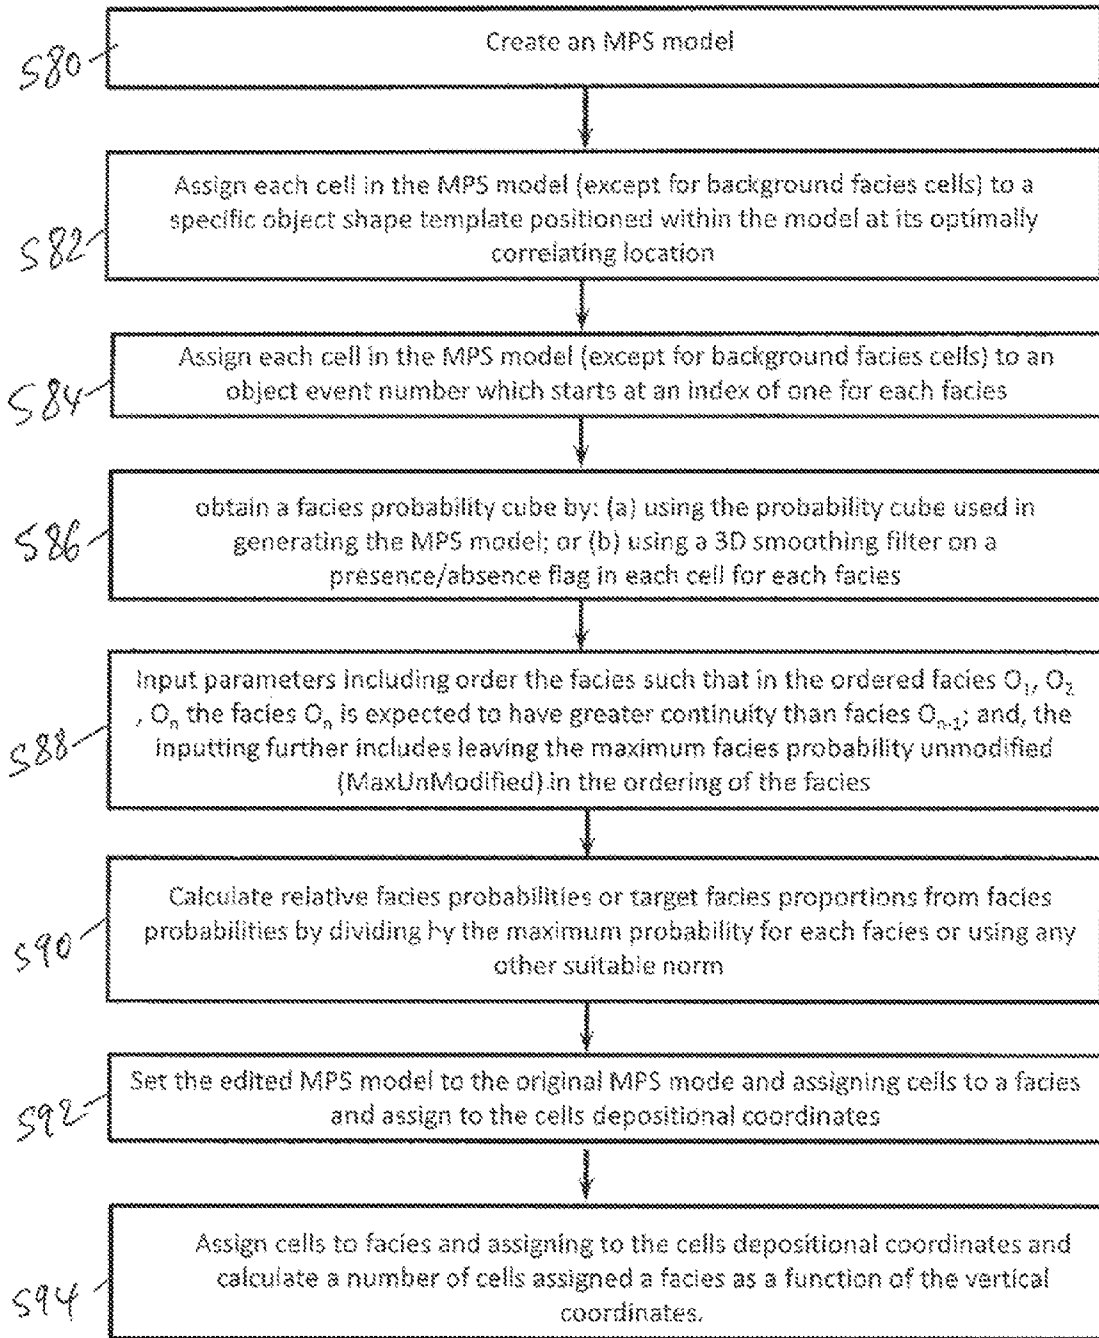 S80
Create an MPS model
S82
Assign each cell in the MPS model (except for background facies cells) to a
specific object shape template positioned within the model at its optimally
correlating location
S84
Assign each cell in the MPS model (except for background facies cells) to an
object event number which starts at an index of one for each facies
S86
obtain a facies probability cube by: (a) using the probability cube used in
generating the MPS model; or (b) using a 3D smoothing filter on a
presence/absence flag in each cell for each facies
S88
Input parameters including order the facies such that in the ordered facies O₁, O₂
, Oₙ the facies Oₙ is expected to have greater continuity than facies Oₙ₋₁; and, the
inputting further includes leaving the maximum facies probability unmodified
(MaxUnModified) in the ordering of the facies
S90
Calculate relative facies probabilities or target facies proportions from facies
probabilities by dividing by the maximum probability for each facies or using any
other suitable norm
S92
Set the edited MPS model to the original MPS mode and assigning cells to a facies
and assign to the cells depositional coordinates
S94
Assign cells to facies and assigning to the cells depositional coordinates and
calculate a number of cells assigned a facies as a function of the vertical
coordinates.